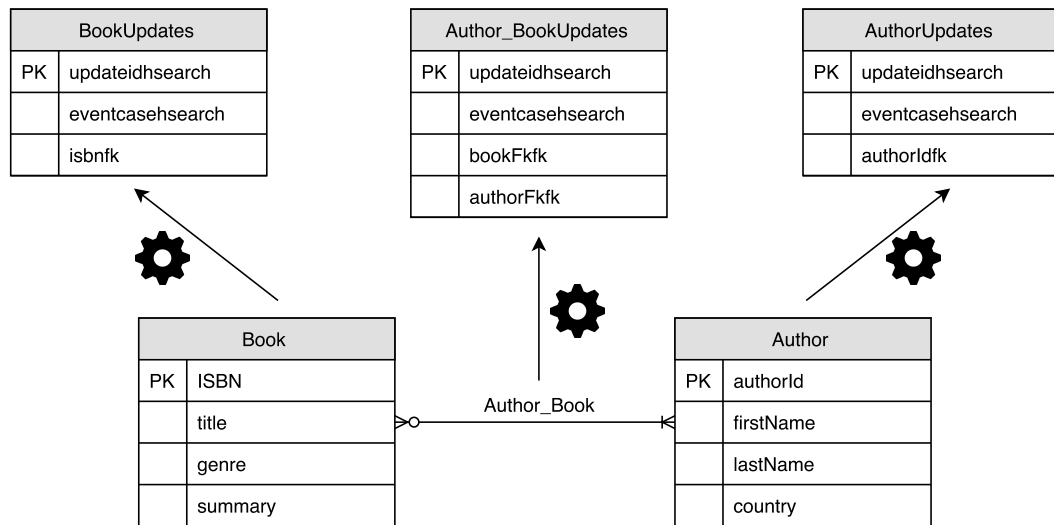 BookUpdates
PK updateidhsearch
eventcasehsearch
isbnfk
Author_BookUpdates
PK updateidhsearch
eventcasehsearch
bookFkfk
authorFkfk
AuthorUpdates
PK updateidhsearch
eventcasehsearch
authorIdfk
Book
PK ISBN
title
genre
summary
Author_Book
Author
PK authorId
firstName
lastName
country